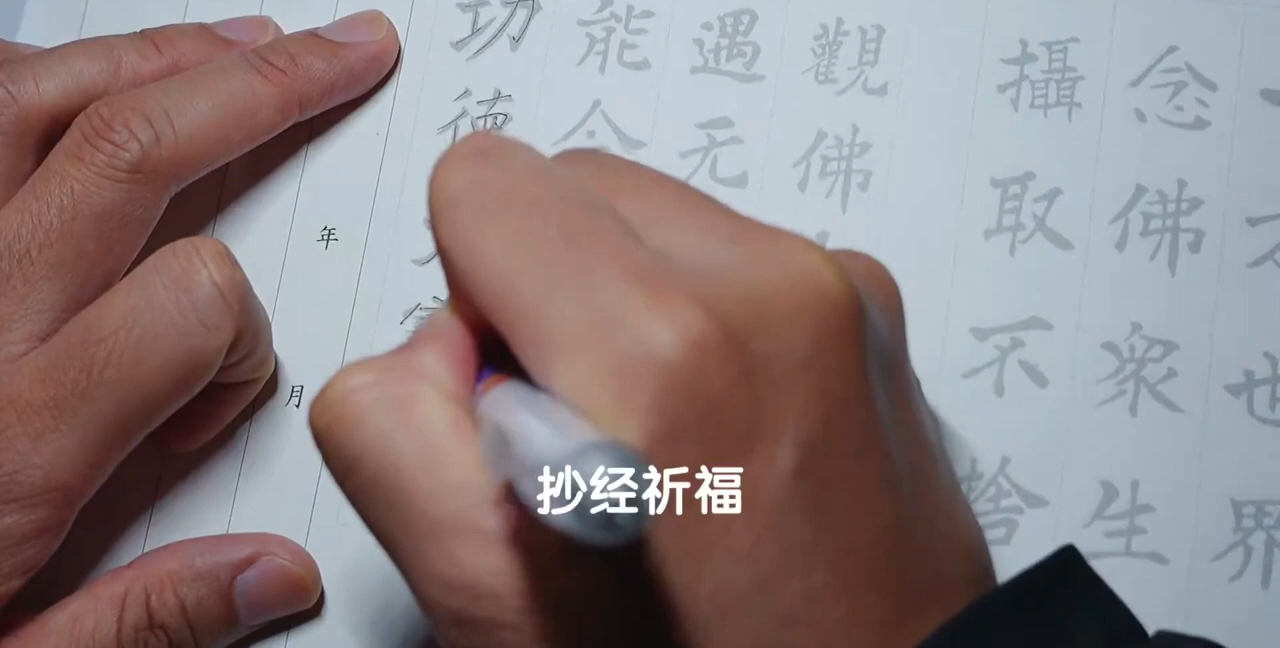 世界
念佛衆生
攝取不捨
觀佛
遇无
能
功德
年月
抄经祈福